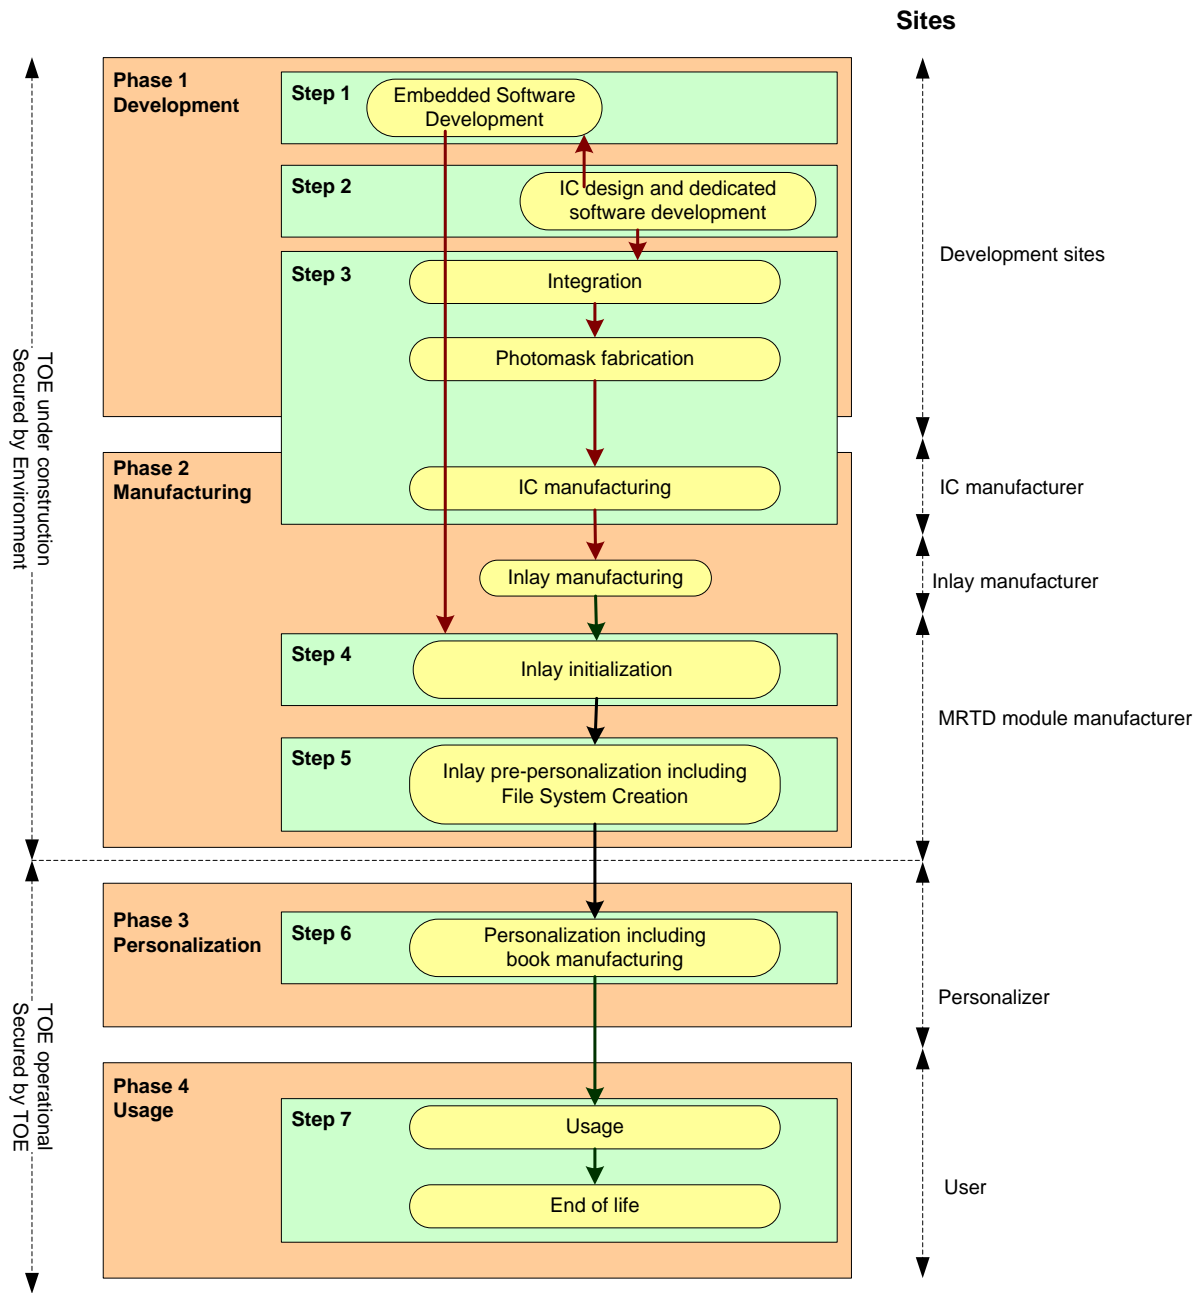 Sites
Phase 1
Development
Step 1
Embedded Software
Development
Step 2
IC design and dedicated
software development
Step 3
Integration
Development sites
Photomask fabrication
TOE under construction
Secured by Environment
Phase 2
Manufacturing
IC manufacturing
IC manufacturer
Inlay manufacturing
Inlay manufacturer
Step 4
Inlay initialization
MRTD module manufacturer
Step 5
Inlay pre-personalization including
File System Creation
Phase 3
Personalization
Step 6
Personalization including
book manufacturing
Personalizer
TOE operational
Secured by TOE
Phase 4
Usage
Step 7
Usage
User
End of life